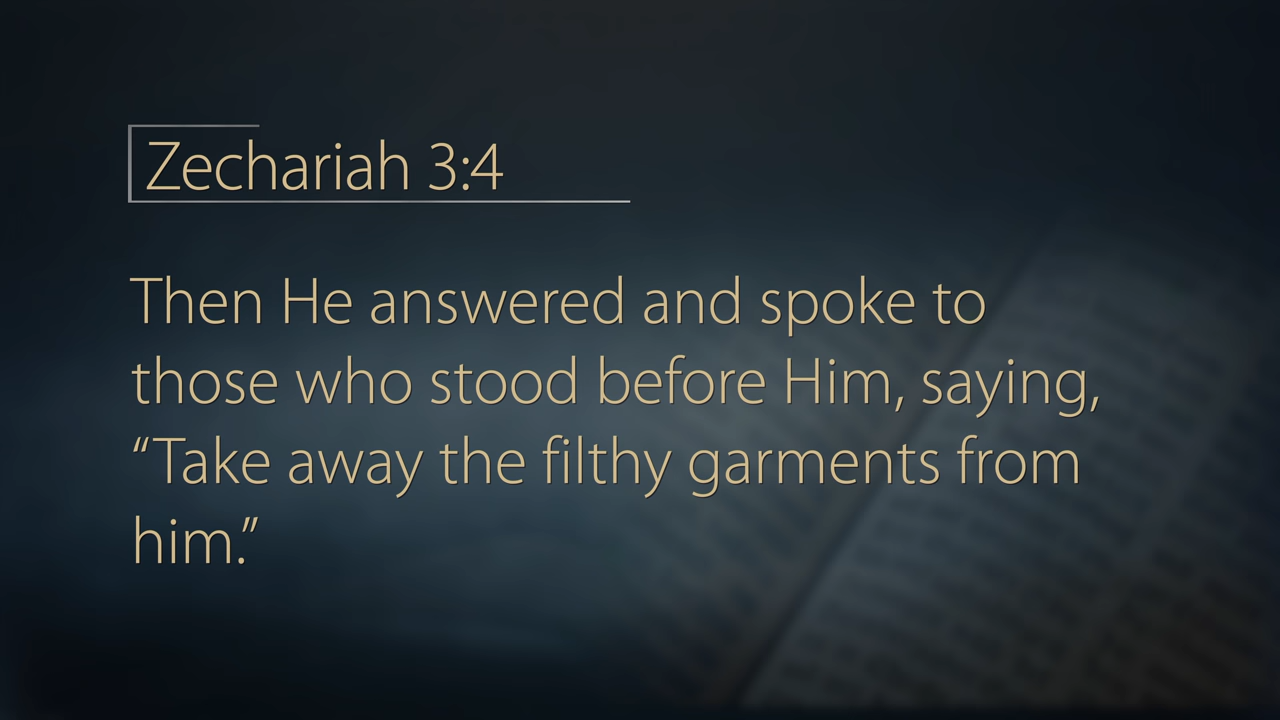 Zechariah 3:4
Then He answered and spoke to
those who stood before Him, saying,
“Take away the filthy garments from
him.”